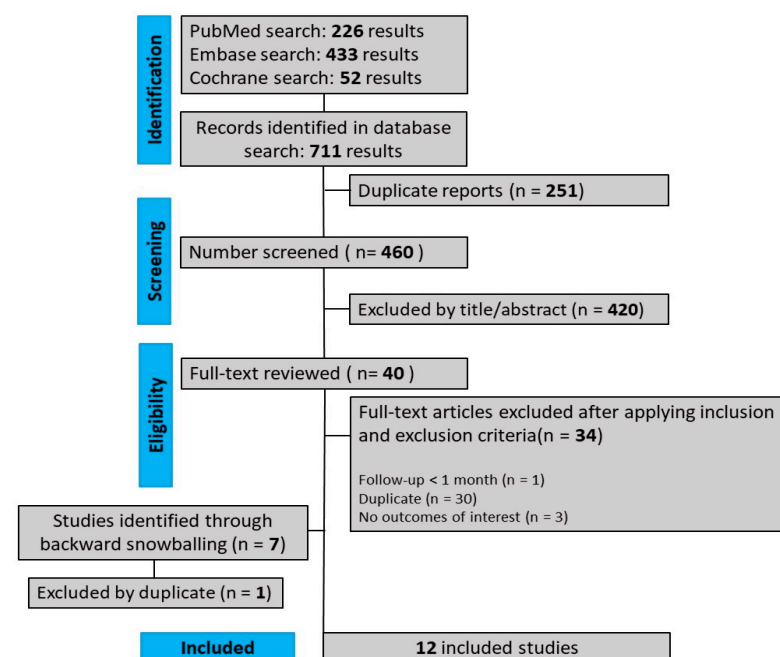 Identification
PubMed search: 226 results
Embase search: 433 results
Cochrane search: 52 results
Records identified in database
search: 711 results
Duplicate reports (n = 251)
Screening
Number screened ( n= 460 )
Excluded by title/abstract (n = 420)
Eligibility
Full-text reviewed ( n= 40 )
Full-text articles excluded after applying inclusion
and exclusion criteria(n = 34)
Follow-up < 1 month (n = 1)
Duplicate (n = 30)
No outcomes of interest (n = 3)
Studies identified through
backward snowballing (n = 7)
Excluded by duplicate (n = 1)
Included
12 included studies